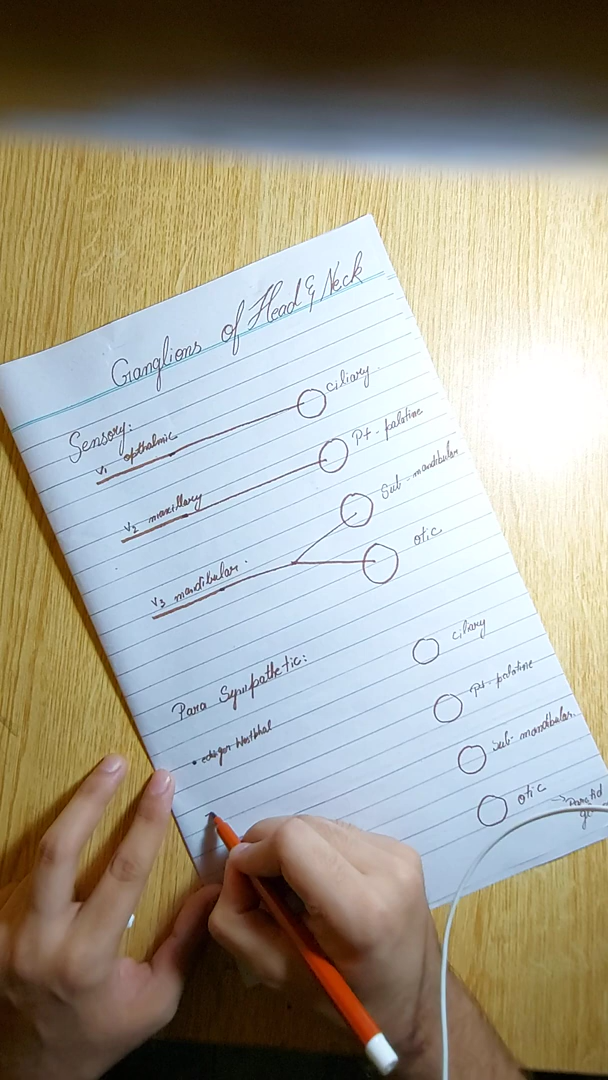 Ganglions of Head & Neck
Sensory:
V1 opthalmic ciliary
V2 maxillary Pt-palatine
V3 mandibular. Sub-mandibular
otic
Para Sympathetic:
ciliary
• edinger Westphal Pt-palatine
Sub-mandibular
otic → Parotid